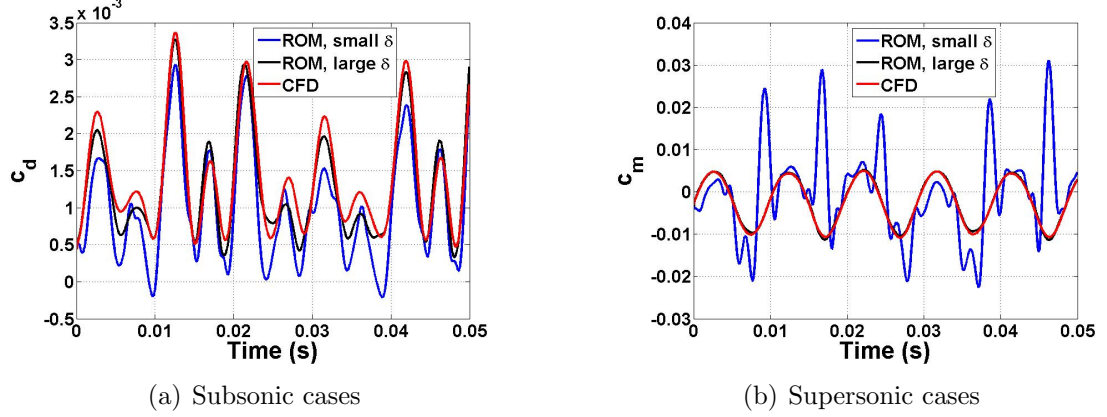 x 10⁻³
3.5
3
2.5
2
1.5
1
0.5
0
-0.5
c_d
ROM, small δ
ROM, large δ
CFD
0 0.01 0.02 0.03 0.04 0.05
Time (s)
(a) Subsonic cases
0.04
0.03
0.02
0.01
0
-0.01
-0.02
-0.03
c_m
ROM, small δ
ROM, large δ
CFD
0 0.01 0.02 0.03 0.04 0.05
Time (s)
(b) Supersonic cases